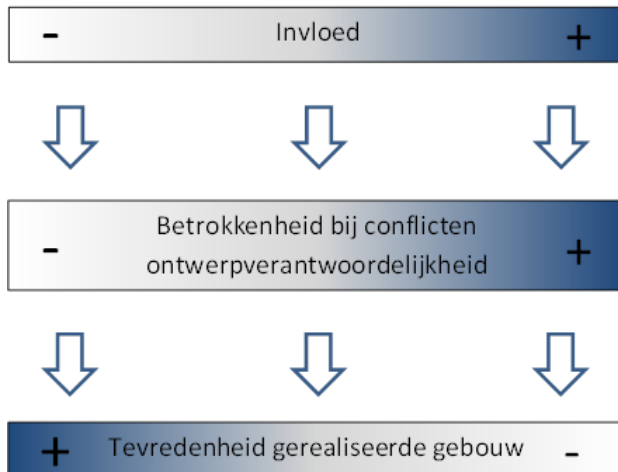 - Invloed +
Betrokkenheid bij conflicten
- ontwerpverantwoordelijkheid +
+ Tevredenheid gerealiseerde gebouw -